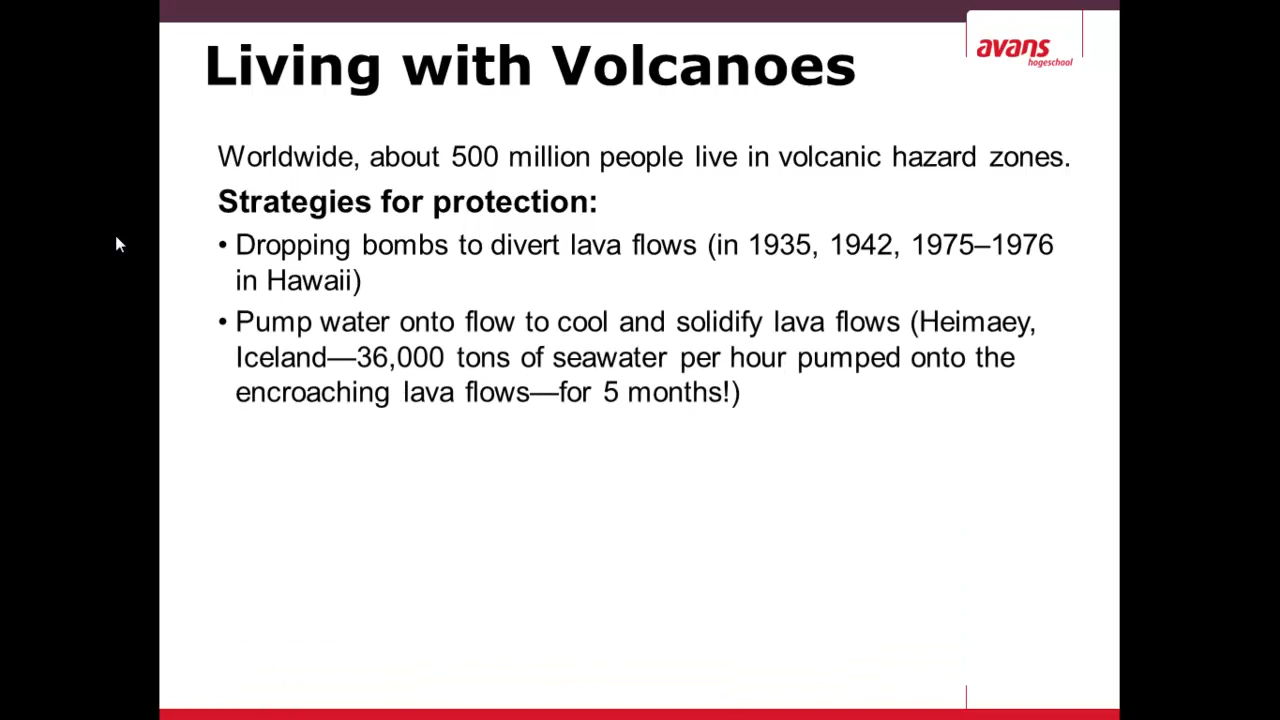 Living with Volcanoes
avans
hogeschool
Worldwide, about 500 million people live in volcanic hazard zones.
Strategies for protection:
• Dropping bombs to divert lava flows (in 1935, 1942, 1975–1976
in Hawaii)
• Pump water onto flow to cool and solidify lava flows (Heimaey,
Iceland—36,000 tons of seawater per hour pumped onto the
encroaching lava flows—for 5 months!)